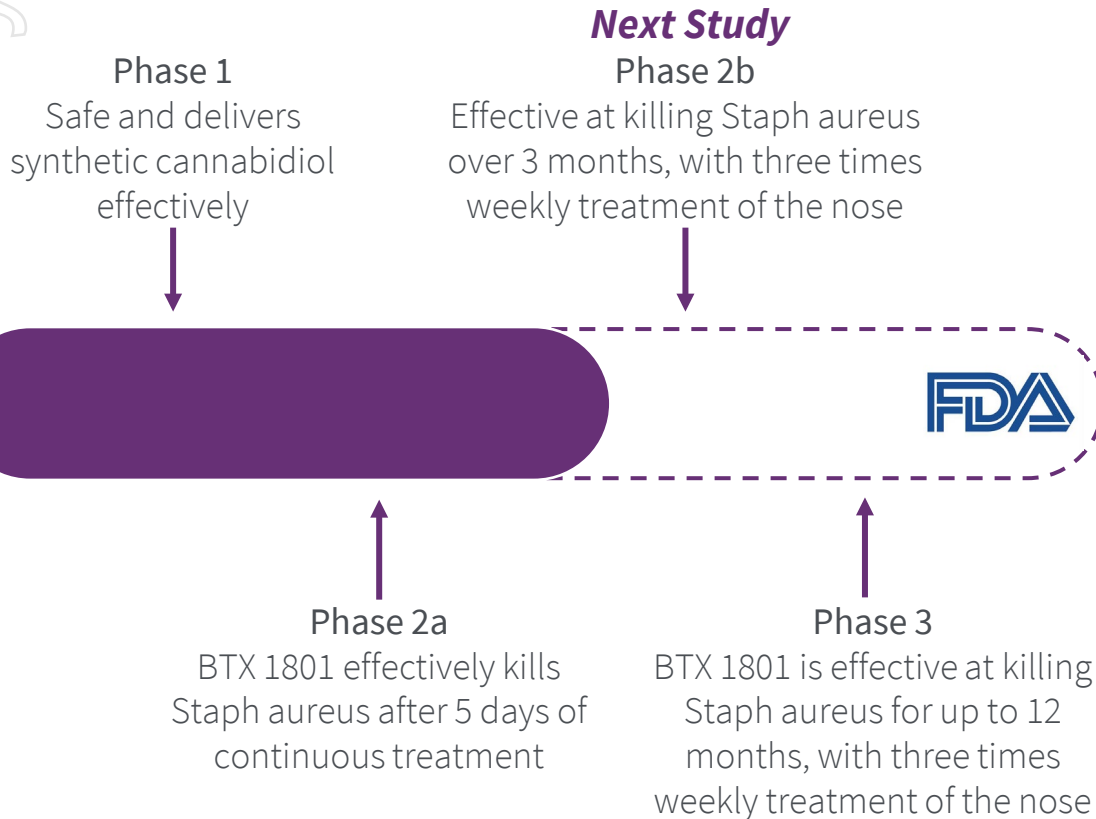 Next Study
Phase 1
Safe and delivers
synthetic cannabidiol
effectively
Phase 2b
Effective at killing Staph aureus
over 3 months, with three times
weekly treatment of the nose
FDA
Phase 2a
BTX 1801 effectively kills
Staph aureus after 5 days of
continuous treatment
Phase 3
BTX 1801 is effective at killing
Staph aureus for up to 12
months, with three times
weekly treatment of the nose